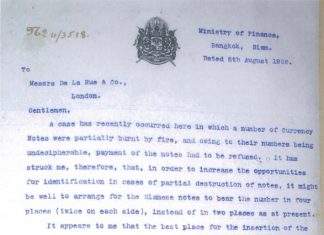 Ministry of Finance,
Bangkok, Siam.
Dated 5th August 1908.
To
Messrs De La Rue & Co.,
London.
Gentlemen,
A case has recently occurred here in which a number of Currency
Notes were partially burnt by fire, and owing to their numbers being
undecipherable, payment of the notes had to be refused. It has
struck me, therefore, that, in order to increase the opportunities
for identification in cases of partial destruction of notes, it might
be well to arrange for the Siamese notes to bear the number in four
places (twice on each side), instead of in two places as at present.
It appears to me that the best place for the insertion of the